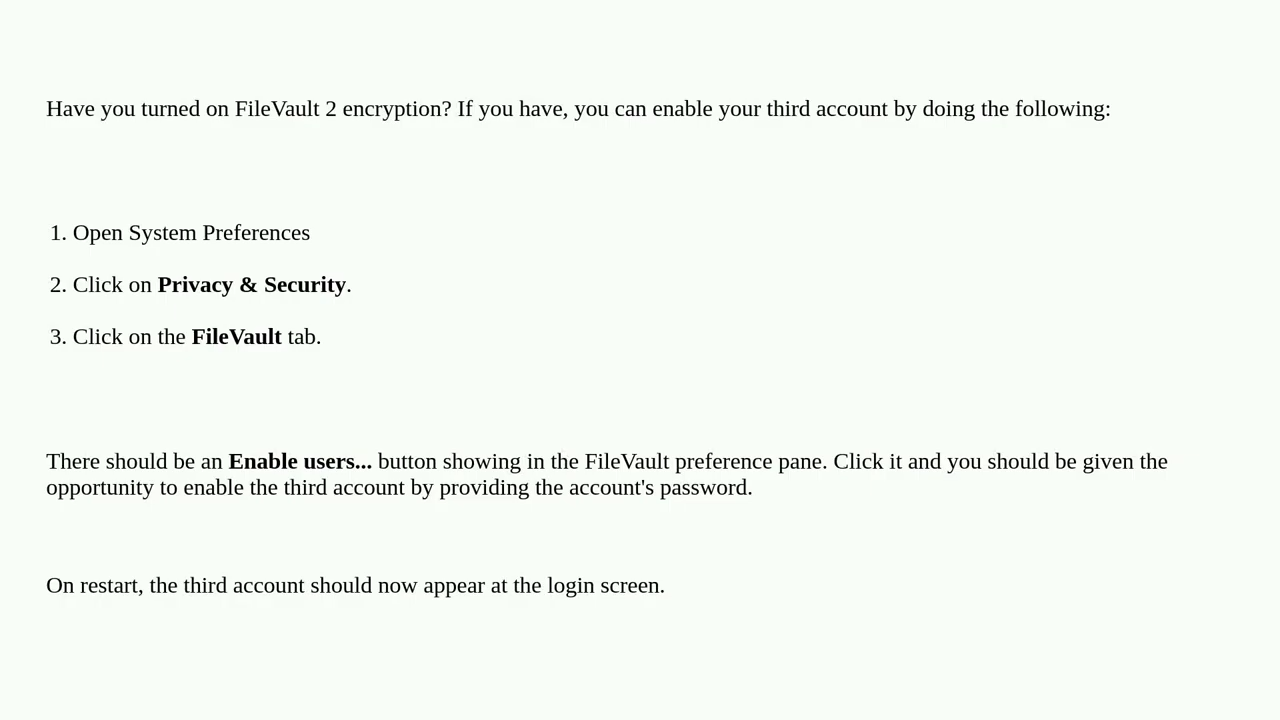 Have you turned on FileVault 2 encryption? If you have, you can enable your third account by doing the following:
1. Open System Preferences
2. Click on Privacy & Security.
3. Click on the FileVault tab.
There should be an Enable users... button showing in the FileVault preference pane. Click it and you should be given the
opportunity to enable the third account by providing the account's password.
On restart, the third account should now appear at the login screen.